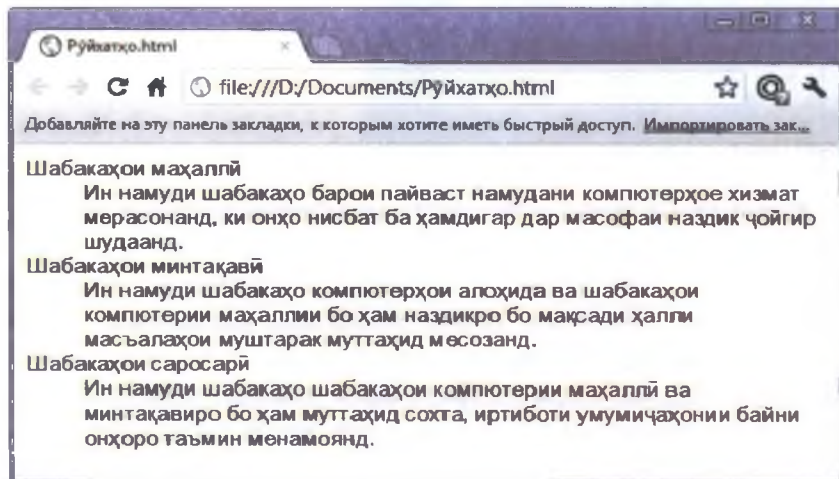 Рӯйхатҳо.html
file:///D:/Documents/Рӯйхатҳо.html
Добавляйте на эту панель закладки, к которым хотите иметь быстрый доступ. Импортировать зак...
Шабакаҳои маҳаллӣ
Ин намуди шабакаҳо барои пайваст намудани компютерҳое хизмат
мерасонанд, ки онҳо нисбат ба ҳамдигар дар масофаи наздик ҷойгир
шудаанд.
Шабакаҳои минтақавӣ
Ин намуди шабакаҳо компютерҳои алоҳида ва шабакаҳои
компютерии маҳаллии бо ҳам наздикро бо мақсади ҳалли
масъалаҳои муштарак муттаҳид месозанд.
Шабакаҳои саросарӣ
Ин намуди шабакаҳо шабакаҳои компютерии маҳаллӣ ва
минтақавиро бо ҳам муттаҳид сохта, иртиботи умумиҷаҳонии байни
онҳоро таъмин менамоянд.